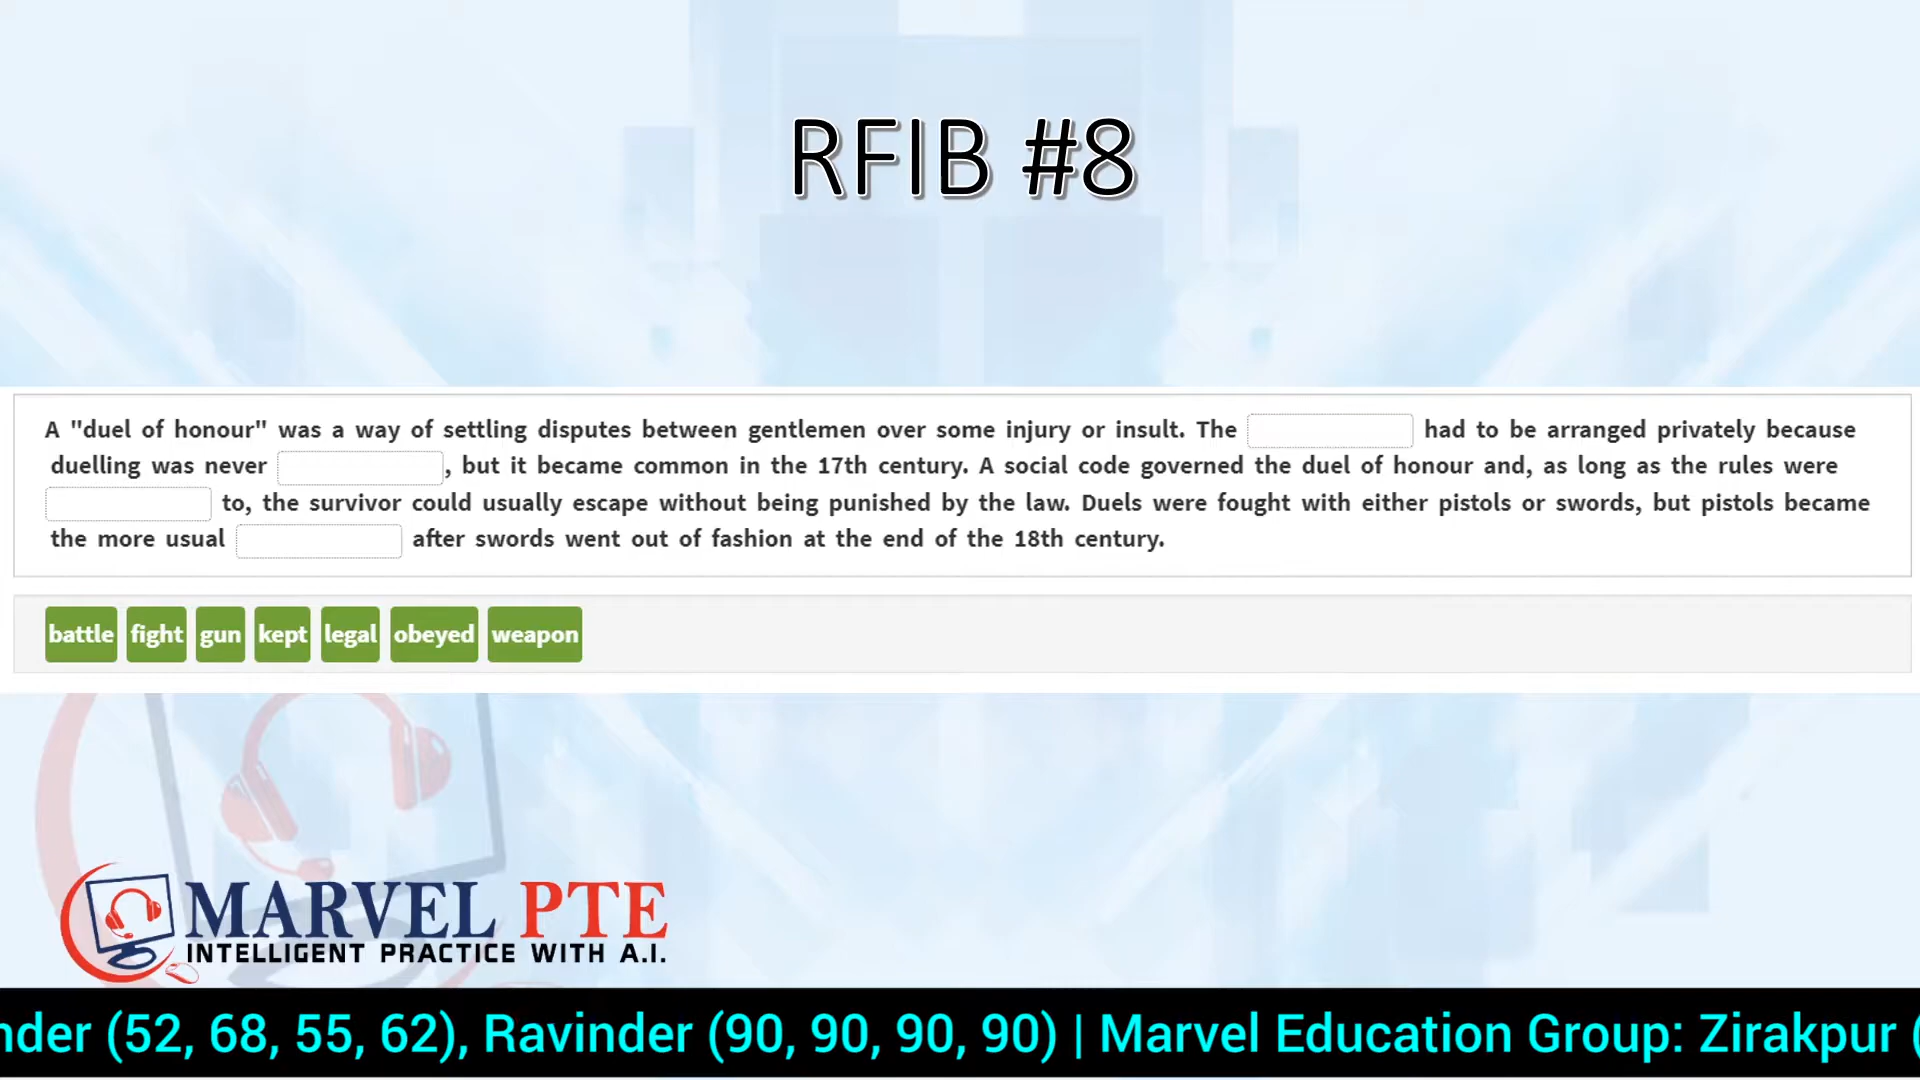 RFIB #8
A "duel of honour" was a way of settling disputes between gentlemen over some injury or insult. The had to be arranged privately because
duelling was never , but it became common in the 17th century. A social code governed the duel of honour and, as long as the rules were
to, the survivor could usually escape without being punished by the law. Duels were fought with either pistols or swords, but pistols became
the more usual after swords went out of fashion at the end of the 18th century.
battle fight gun kept legal obeyed weapon
MARVEL PTE
INTELLIGENT PRACTICE WITH A.I.
nder (52, 68, 55, 62), Ravinder (90, 90, 90, 90) | Marvel Education Group: Zirakpur (